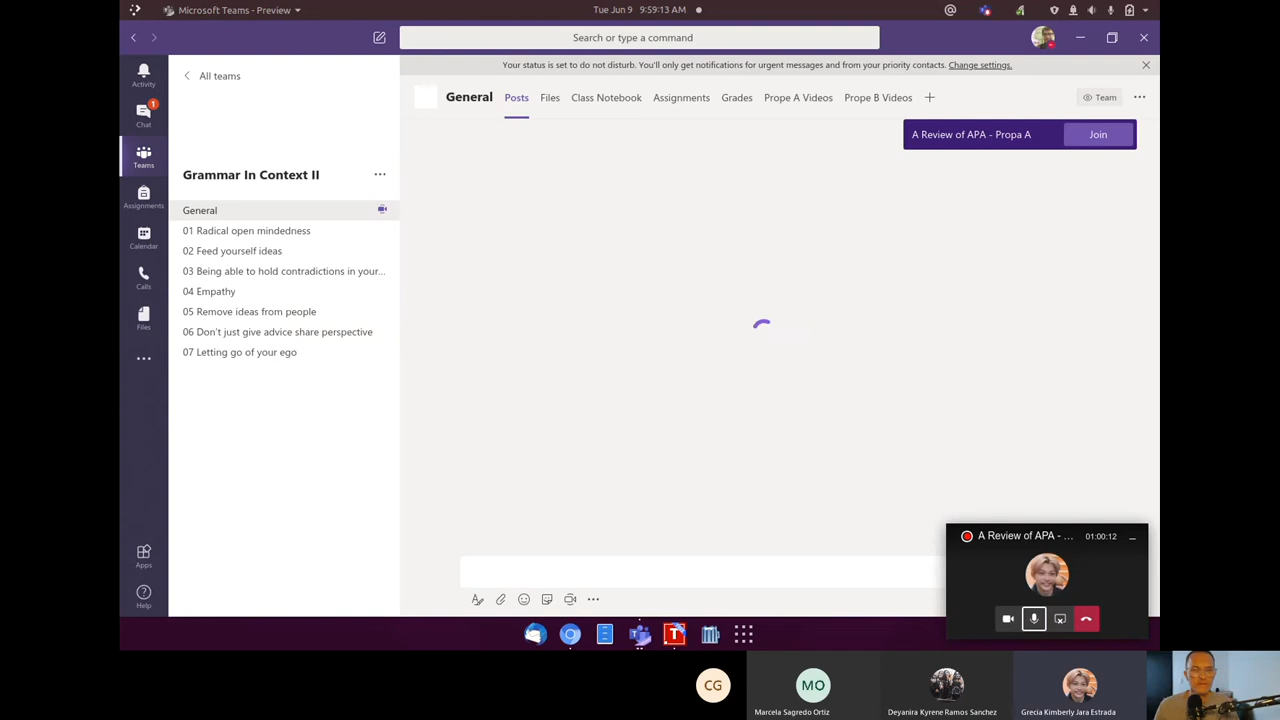 Microsoft Teams - Preview
Tue Jun 9 9:59:13 AM
Search or type a command
Your status is set to do not disturb. You'll only get notifications for urgent messages and from your priority contacts. Change settings.
Activity
Chat
1
Teams
Assignments
Calendar
Calls
Files
Apps
Help
All teams
Grammar In Context II
General
01 Radical open mindedness
02 Feed yourself ideas
03 Being able to hold contradictions in your...
04 Empathy
05 Remove ideas from people
06 Don't just give advice share perspective
07 Letting go of your ego
General Posts Files Class Notebook Assignments Grades Prope A Videos Prope B Videos
Team
A Review of APA - Propa A Join
A Review of APA - ... 01:00:12
T
CG
MO
Marcela Sagredo Ortiz
Deyanira Kyrene Ramos Sanchez
Grecia Kimberly Jara Estrada